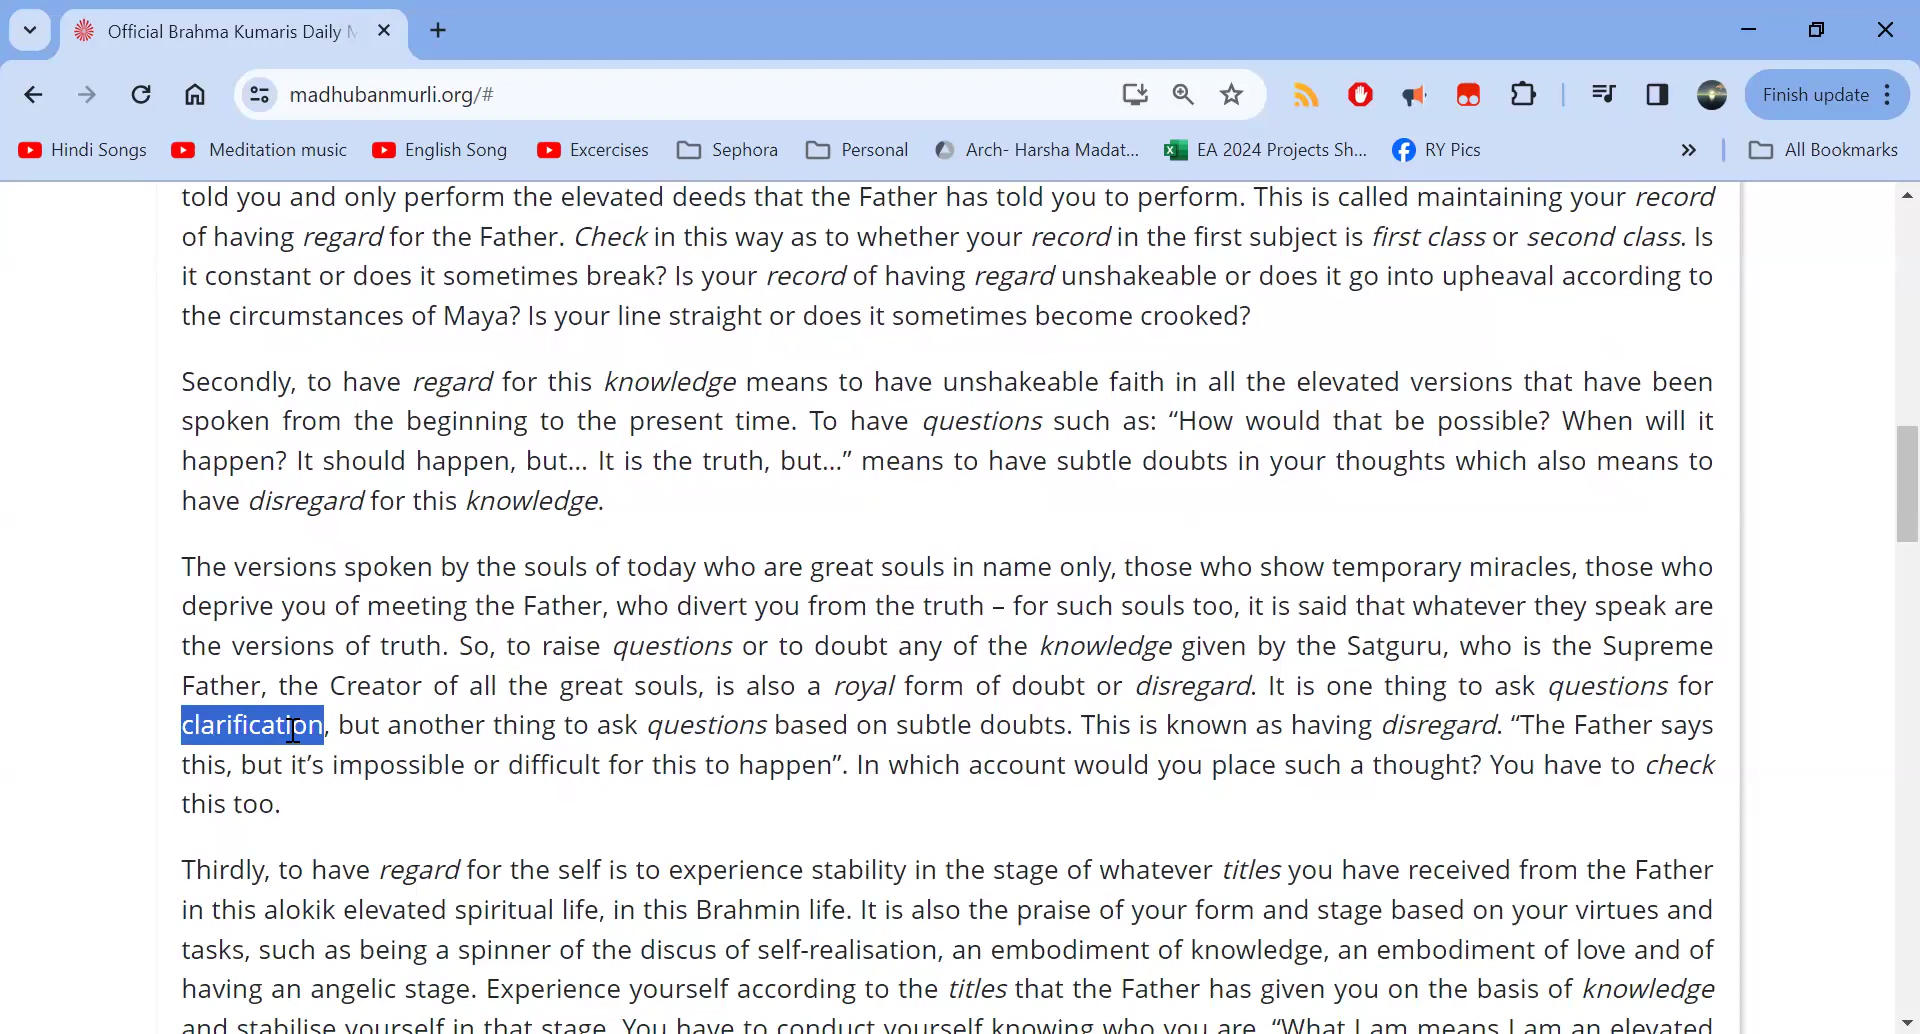 Official Brahma Kumaris Daily M
madhubanmurli.org/#
Finish update
Hindi Songs
Meditation music
English Song
Excercises
Sephora
Personal
Arch- Harsha Madat...
EA 2024 Projects Sh...
RY Pics
All Bookmarks
told you and only perform the elevated deeds that the Father has told you to perform. This is called maintaining your record
of having regard for the Father. Check in this way as to whether your record in the first subject is first class or second class. Is
it constant or does it sometimes break? Is your record of having regard unshakeable or does it go into upheaval according to
the circumstances of Maya? Is your line straight or does it sometimes become crooked?
Secondly, to have regard for this knowledge means to have unshakeable faith in all the elevated versions that have been
spoken from the beginning to the present time. To have questions such as: “How would that be possible? When will it
happen? It should happen, but… It is the truth, but…” means to have subtle doubts in your thoughts which also means to
have disregard for this knowledge.
The versions spoken by the souls of today who are great souls in name only, those who show temporary miracles, those who
deprive you of meeting the Father, who divert you from the truth – for such souls too, it is said that whatever they speak are
the versions of truth. So, to raise questions or to doubt any of the knowledge given by the Satguru, who is the Supreme
Father, the Creator of all the great souls, is also a royal form of doubt or disregard. It is one thing to ask questions for
clarification, but another thing to ask questions based on subtle doubts. This is known as having disregard. “The Father says
this, but it’s impossible or difficult for this to happen”. In which account would you place such a thought? You have to check
this too.
Thirdly, to have regard for the self is to experience stability in the stage of whatever titles you have received from the Father
in this alokik elevated spiritual life, in this Brahmin life. It is also the praise of your form and stage based on your virtues and
tasks, such as being a spinner of the discus of self-realisation, an embodiment of knowledge, an embodiment of love and of
having an angelic stage. Experience yourself according to the titles that the Father has given you on the basis of knowledge
and stabilise yourself in that stage. You have to conduct yourself knowing who you are. “What I am means I am an elevated